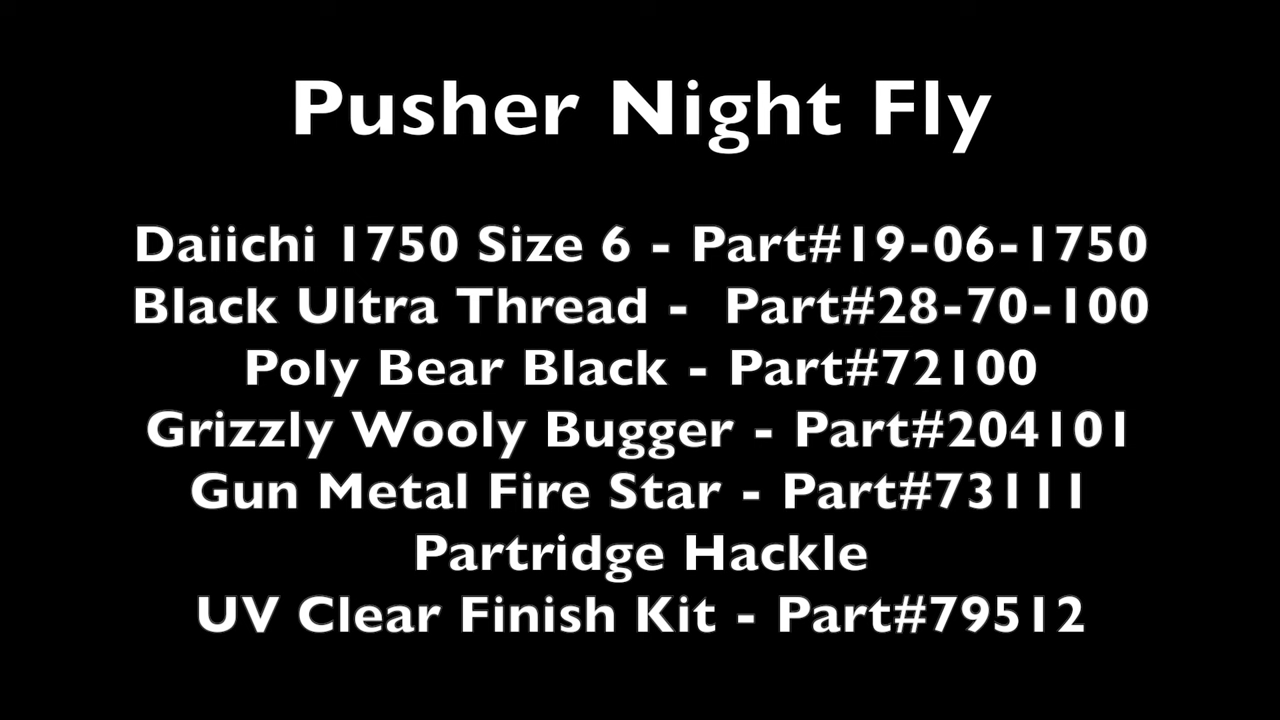 Pusher Night Fly
Daiichi 1750 Size 6 - Part#19-06-1750
Black Ultra Thread -  Part#28-70-100
Poly Bear Black - Part#72100
Grizzly Wooly Bugger - Part#204101
Gun Metal Fire Star - Part#73111
Partridge Hackle
UV Clear Finish Kit - Part#79512